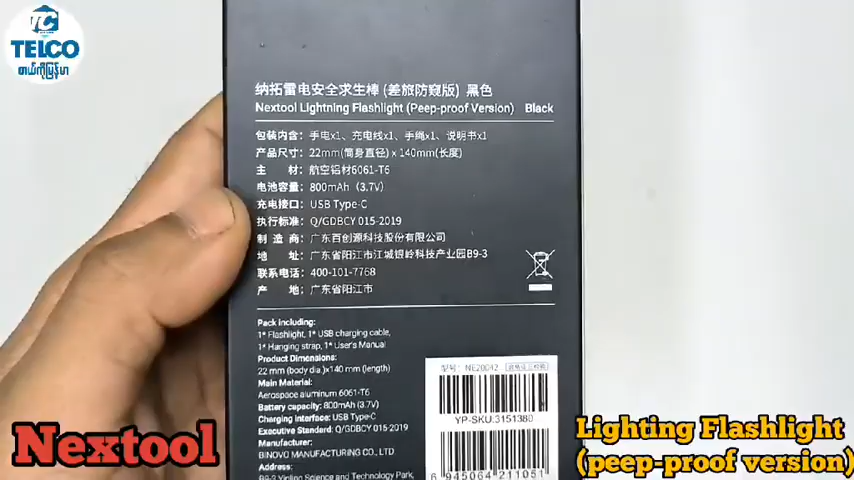 TC
TELCO
တယ်ကိုမြန်မာ
纳拓雷电安全求生棒 (差旅防窥版) 黑色
Nextool Lightning Flashlight (Peep-proof Version) Black
包装内含: 手电x1、充电线x1、手绳x1、说明书x1
产品尺寸: 22mm(筒身直径) x 140mm(长度)
主 材: 航空铝材6061-T6
电池容量: 800mAh (3.7V)
充电接口: USB Type-C
执行标准: Q/GDBCY 015-2019
制 造 商: 广东百创源科技股份有限公司
地 址: 广东省阳江市江城银岭科技产业园B9-3
联系电话: 400-101-7768
产 地: 广东省阳江市
Pack including:
1* Flashlight, 1* USB charging cable,
1* Hanging strap, 1* User's Manual
Product Dimensions:
22 mm (body dia.)x140 mm (length)
Main Material:
Aerospace aluminum 6061-T6
Battery capacity: 800mAh (3.7V)
Charging interface: USB Type-C
Executive Standard: Q/GDBCY 015-2019
Manufacturer:
BINOVO MANUFACTURING CO., LTD
Address:
B9-3 Yinling Science and Technology Park,
型号: NE20042
YP-SKU:3151380
6 945064 211051
Nextool
Lighting Flashlight
(peep-proof version)